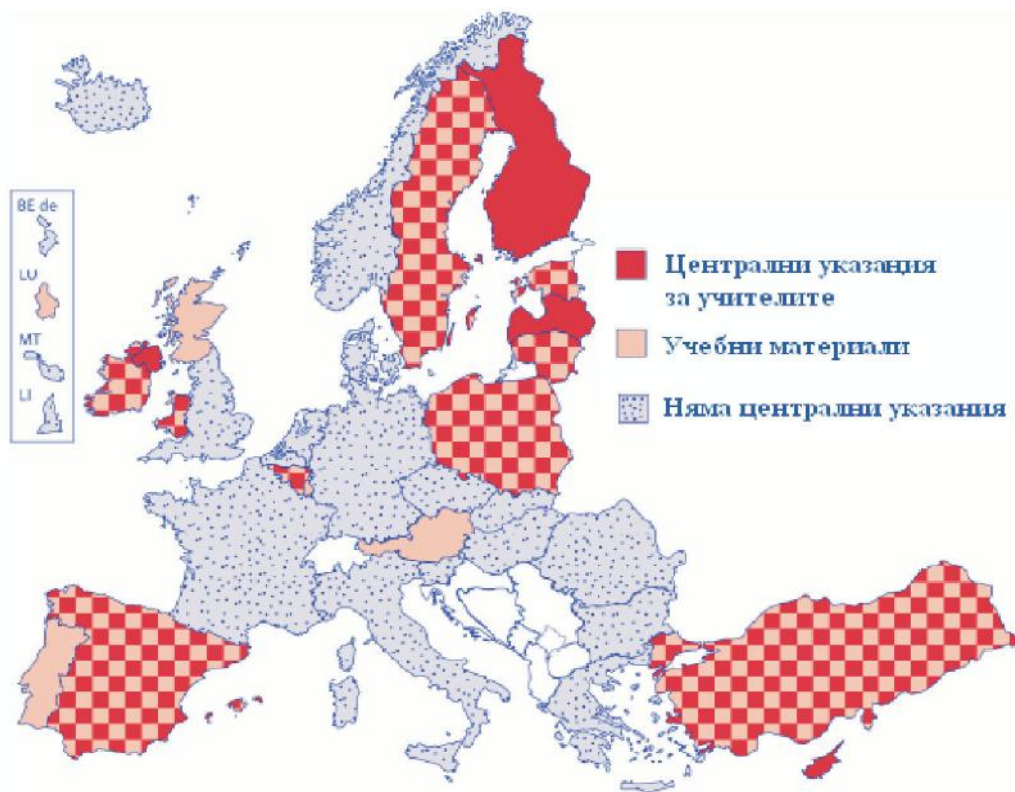 BE de
LU
MT
LI
Централни указания
за учителите
Учебни материали
Няма централни указания